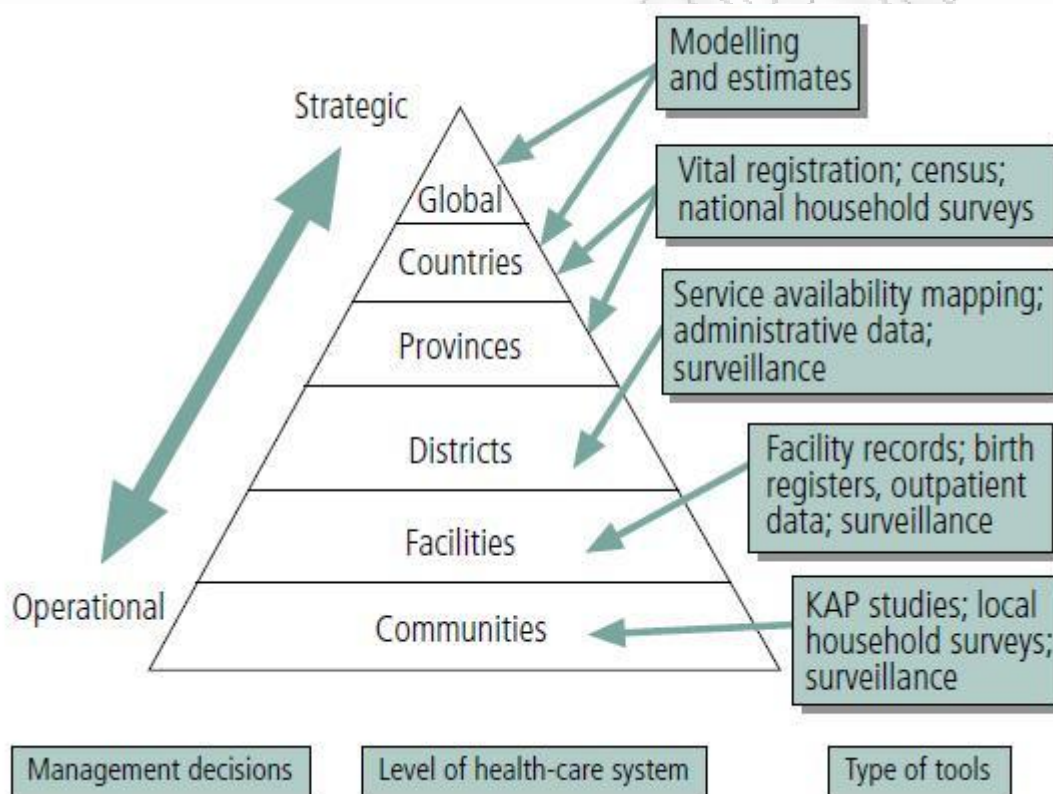 Modelling
and estimates
Strategic
Vital registration; census;
national household surveys
Global
Countries
Service availability mapping;
administrative data;
surveillance
Provinces
Districts
Facility records; birth
registers, outpatient
data; surveillance
Facilities
Operational
KAP studies; local
household surveys;
surveillance
Communities
Management decisions
Level of health-care system
Type of tools